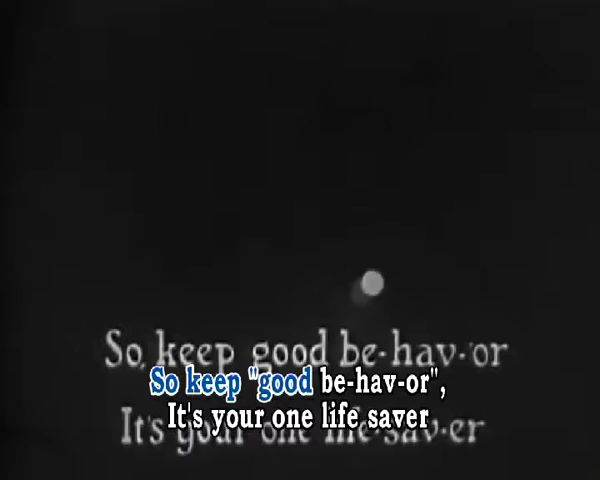 So, keep good be-hav-'or
So keep "good be-hav-or",
It's your one life saver
It's your one life-sav-er